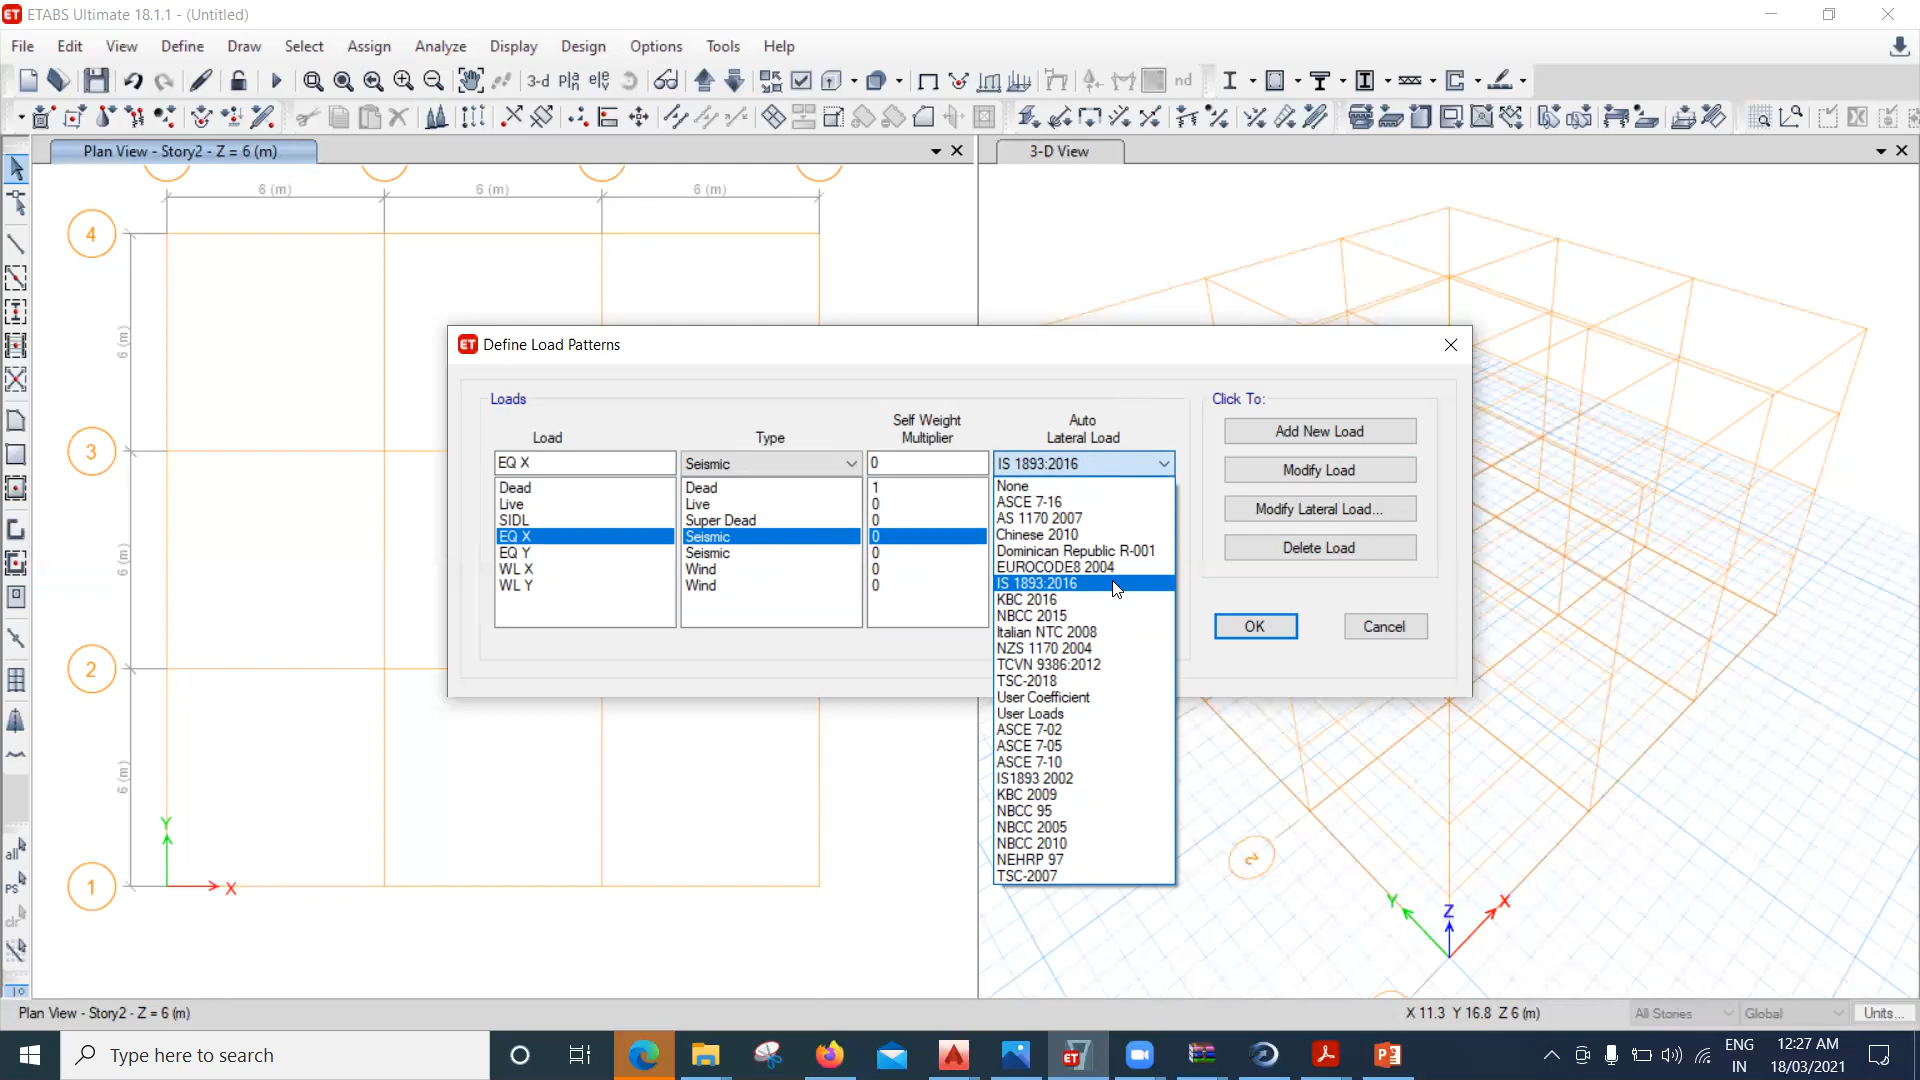 ET ETABS Ultimate 18.1.1 - (Untitled)
File Edit View Define Draw Select Assign Analyze Display Design Options Tools Help
3-d
nd
Plan View - Story2 - Z = 6 (m)
3-D View
6 (m) 6 (m) 6 (m)
4
6 (m)
3
6 (m)
2
6 (m)
1
Y
X
ET Define Load Patterns
Loads
Click To:
Load
Type
Self Weight
Multiplier
Auto
Lateral Load
EQ X
Seismic
0
IS 1893:2016
Dead
Live
SIDL
EQ X
EQ Y
WL X
WL Y
Dead
Live
Super Dead
Seismic
Seismic
Wind
Wind
1
0
0
0
0
0
0
None
ASCE 7-16
AS 1170 2007
Chinese 2010
Dominican Republic R-001
EUROCODE8 2004
IS 1893:2016
KBC 2016
NBCC 2015
Italian NTC 2008
NZS 1170 2004
TCVN 9386:2012
TSC-2018
User Coefficient
User Loads
ASCE 7-02
ASCE 7-05
ASCE 7-10
IS1893 2002
KBC 2009
NBCC 95
NBCC 2005
NBCC 2010
NEHRP 97
TSC-2007
Add New Load
Modify Load
Modify Lateral Load...
Delete Load
OK
Cancel
2
Y
Z
X
all
PS
clr
Plan View - Story2 - Z = 6 (m)
X 11.3 Y 16.8 Z 6 (m)
All Stories
Global
Units...
Type here to search
ET
ENG
IN
12:27 AM
18/03/2021